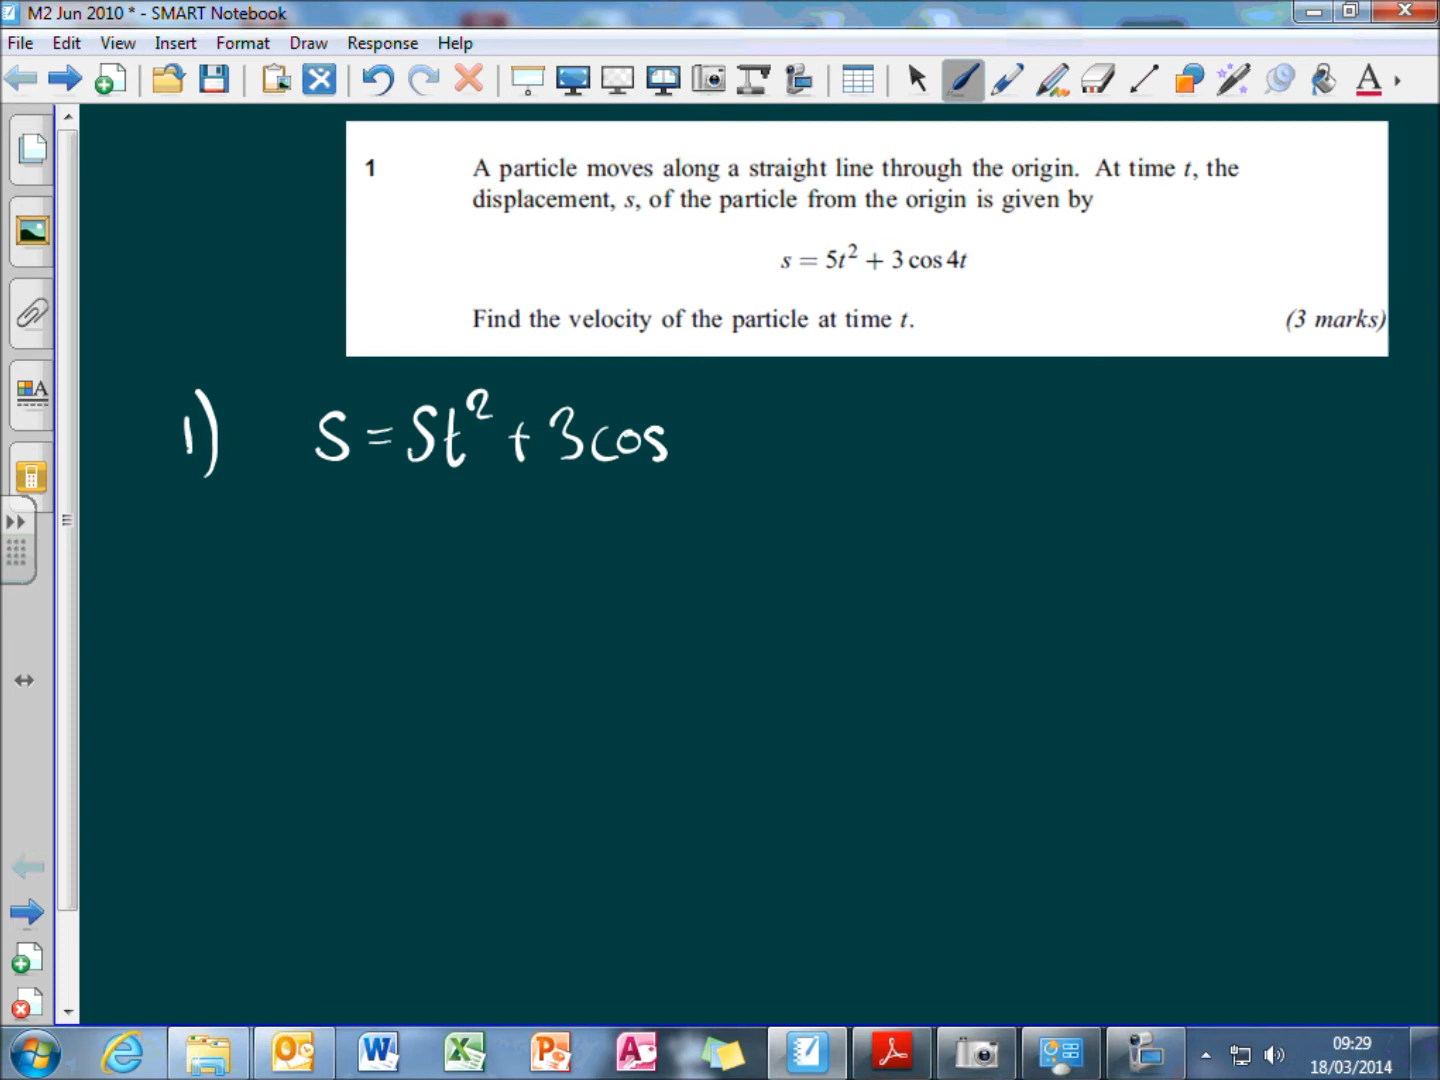 M2 Jun 2010 * - SMART Notebook
File Edit View Insert Format Draw Response Help
1 A particle moves along a straight line through the origin. At time t, the
displacement, s, of the particle from the origin is given by
s = 5t² + 3 cos 4t
Find the velocity of the particle at time t. (3 marks)
1) S = 5t² + 3cos
09:29
18/03/2014